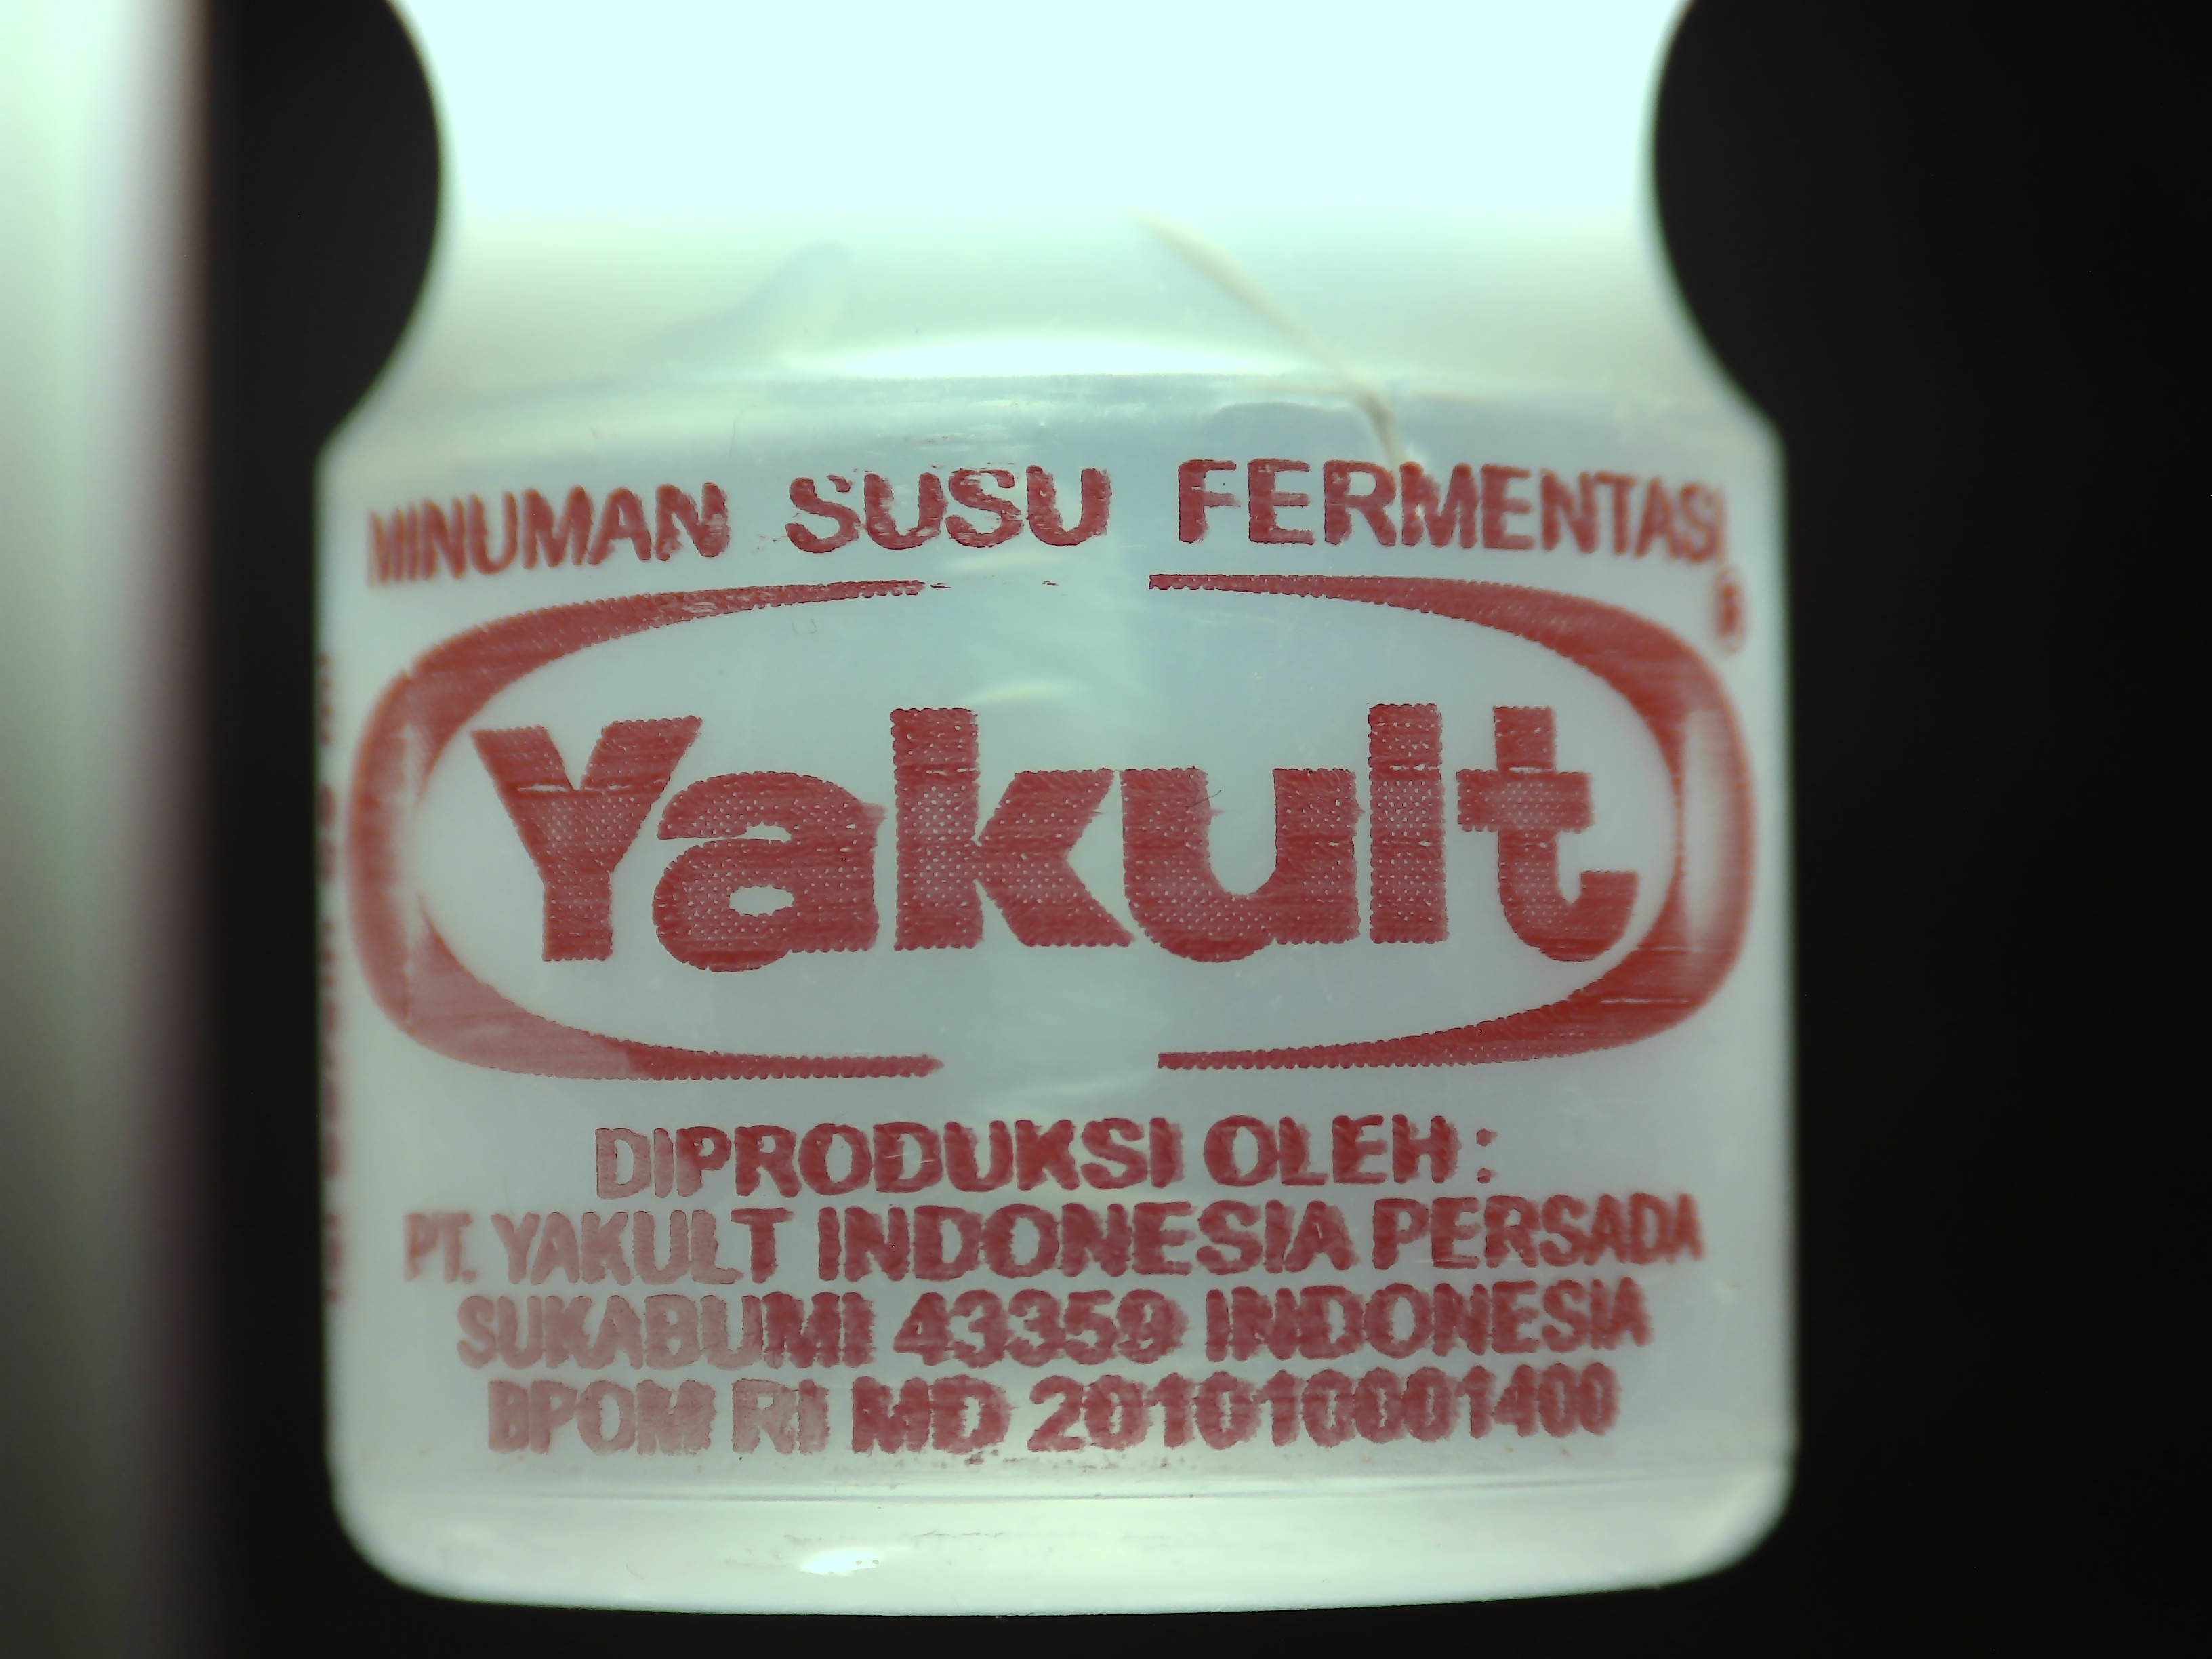 MINUMAN SUSU FERMENTASI
Yakult®
DIPRODUKSI OLEH :
PT. YAKULT INDONESIA PERSADA
SUKABUMI 43359 INDONESIA
BPOM RI MD 201010001400